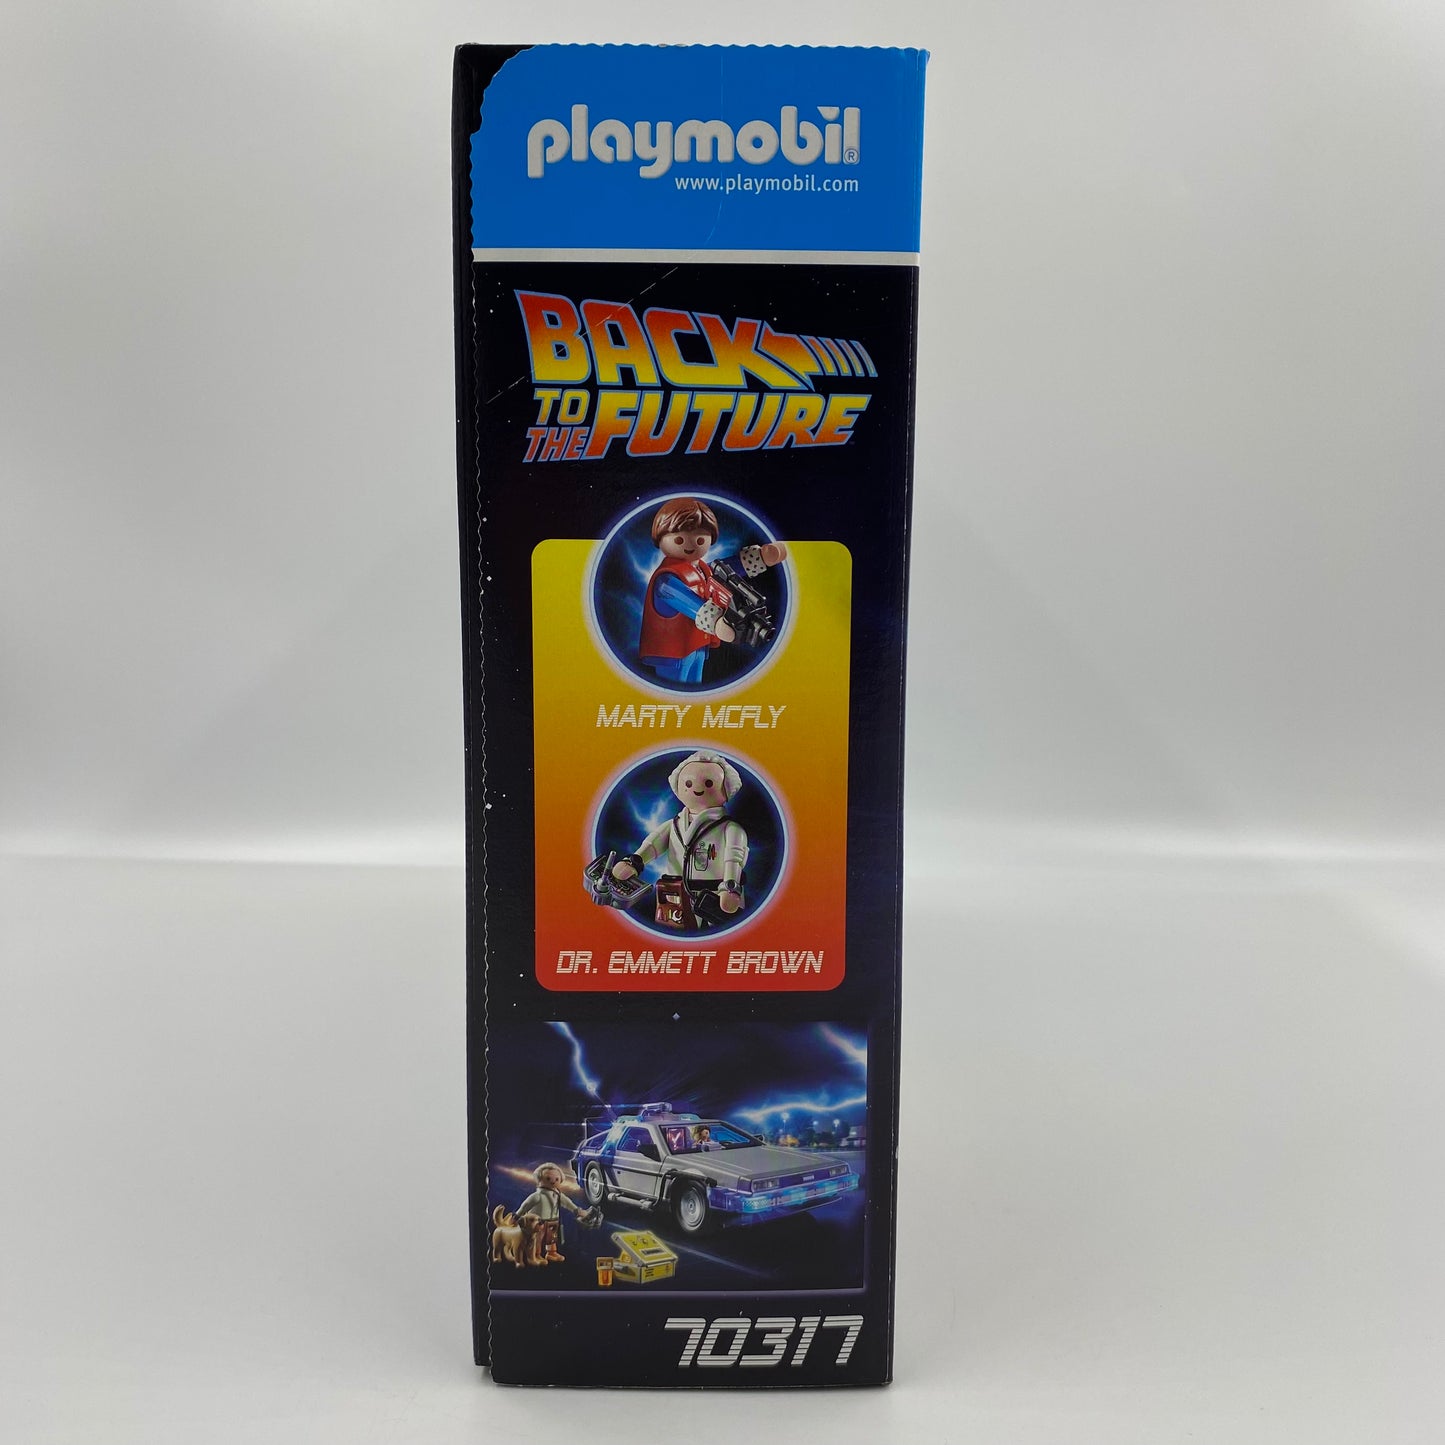 playmobil®
www.playmobil.com
BACK
TO
THE FUTURE
MARTY MCFLY
DR. EMMETT BROWN
70317